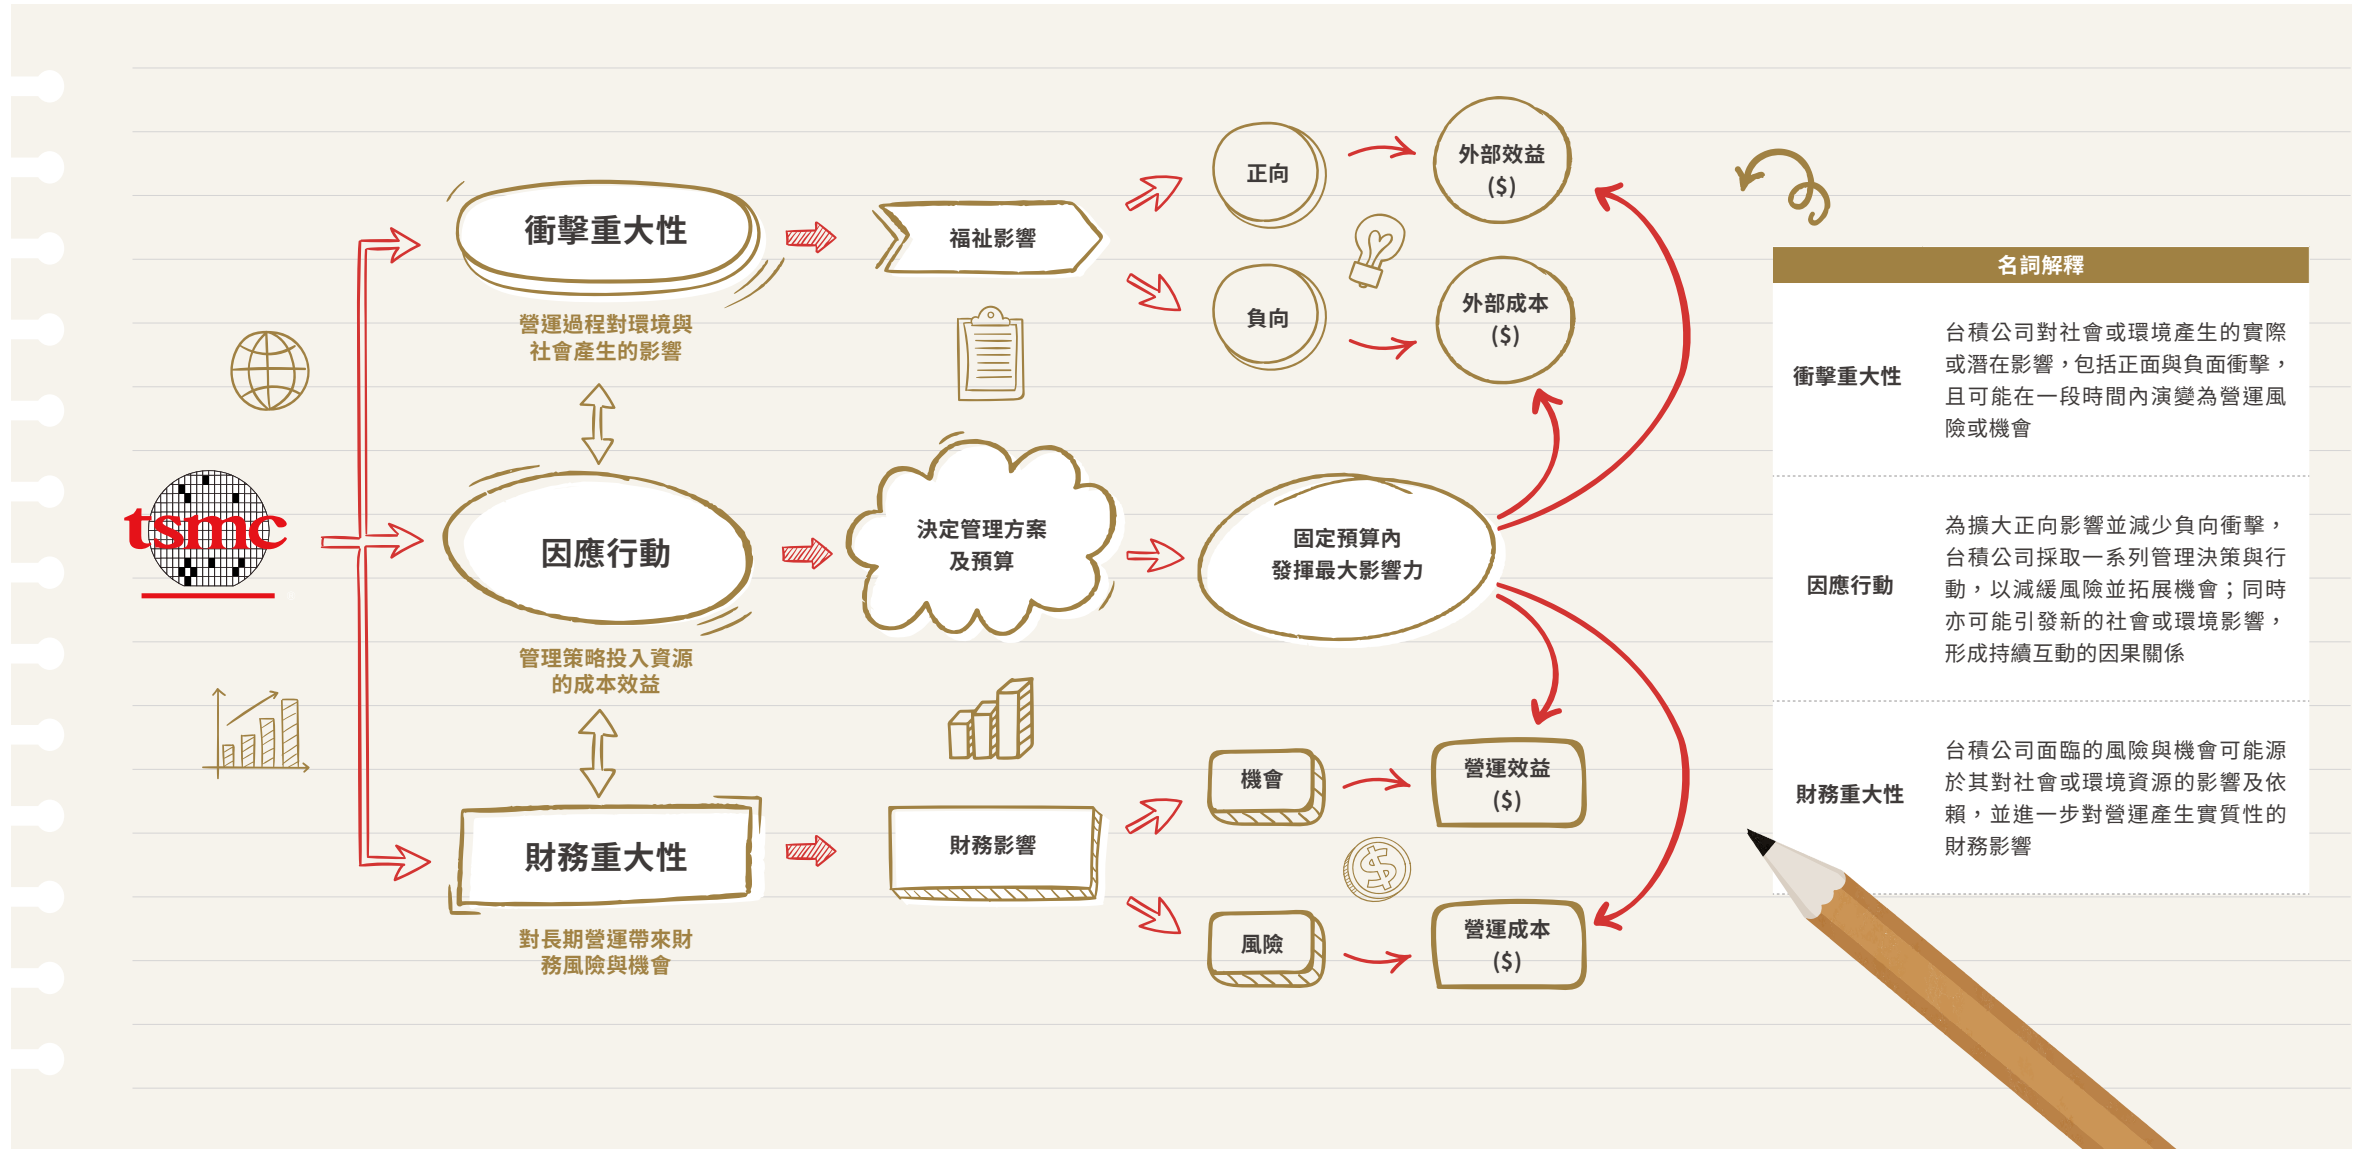 tsmc
衝擊重大性
營運過程對環境與
社會產生的影響
福祉影響
正向
外部效益
($)
負向
外部成本
($)
因應行動
管理策略投入資源
的成本效益
決定管理方案
及預算
固定預算內
發揮最大影響力
財務重大性
對長期營運帶來財
務風險與機會
財務影響
機會
營運效益
($)
風險
營運成本
($)
名詞解釋
衝擊重大性
台積公司對社會或環境產生的實際
或潛在影響，包括正面與負面衝擊，
且可能在一段時間內演變為營運風
險或機會
因應行動
為擴大正向影響並減少負向衝擊，
台積公司採取一系列管理決策與行
動，以減緩風險並拓展機會；同時
亦可能引發新的社會或環境影響，
形成持續互動的因果關係
財務重大性
台積公司面臨的風險與機會可能源
於其對社會或環境資源的影響及依
賴，並進一步對營運產生實質性的
財務影響